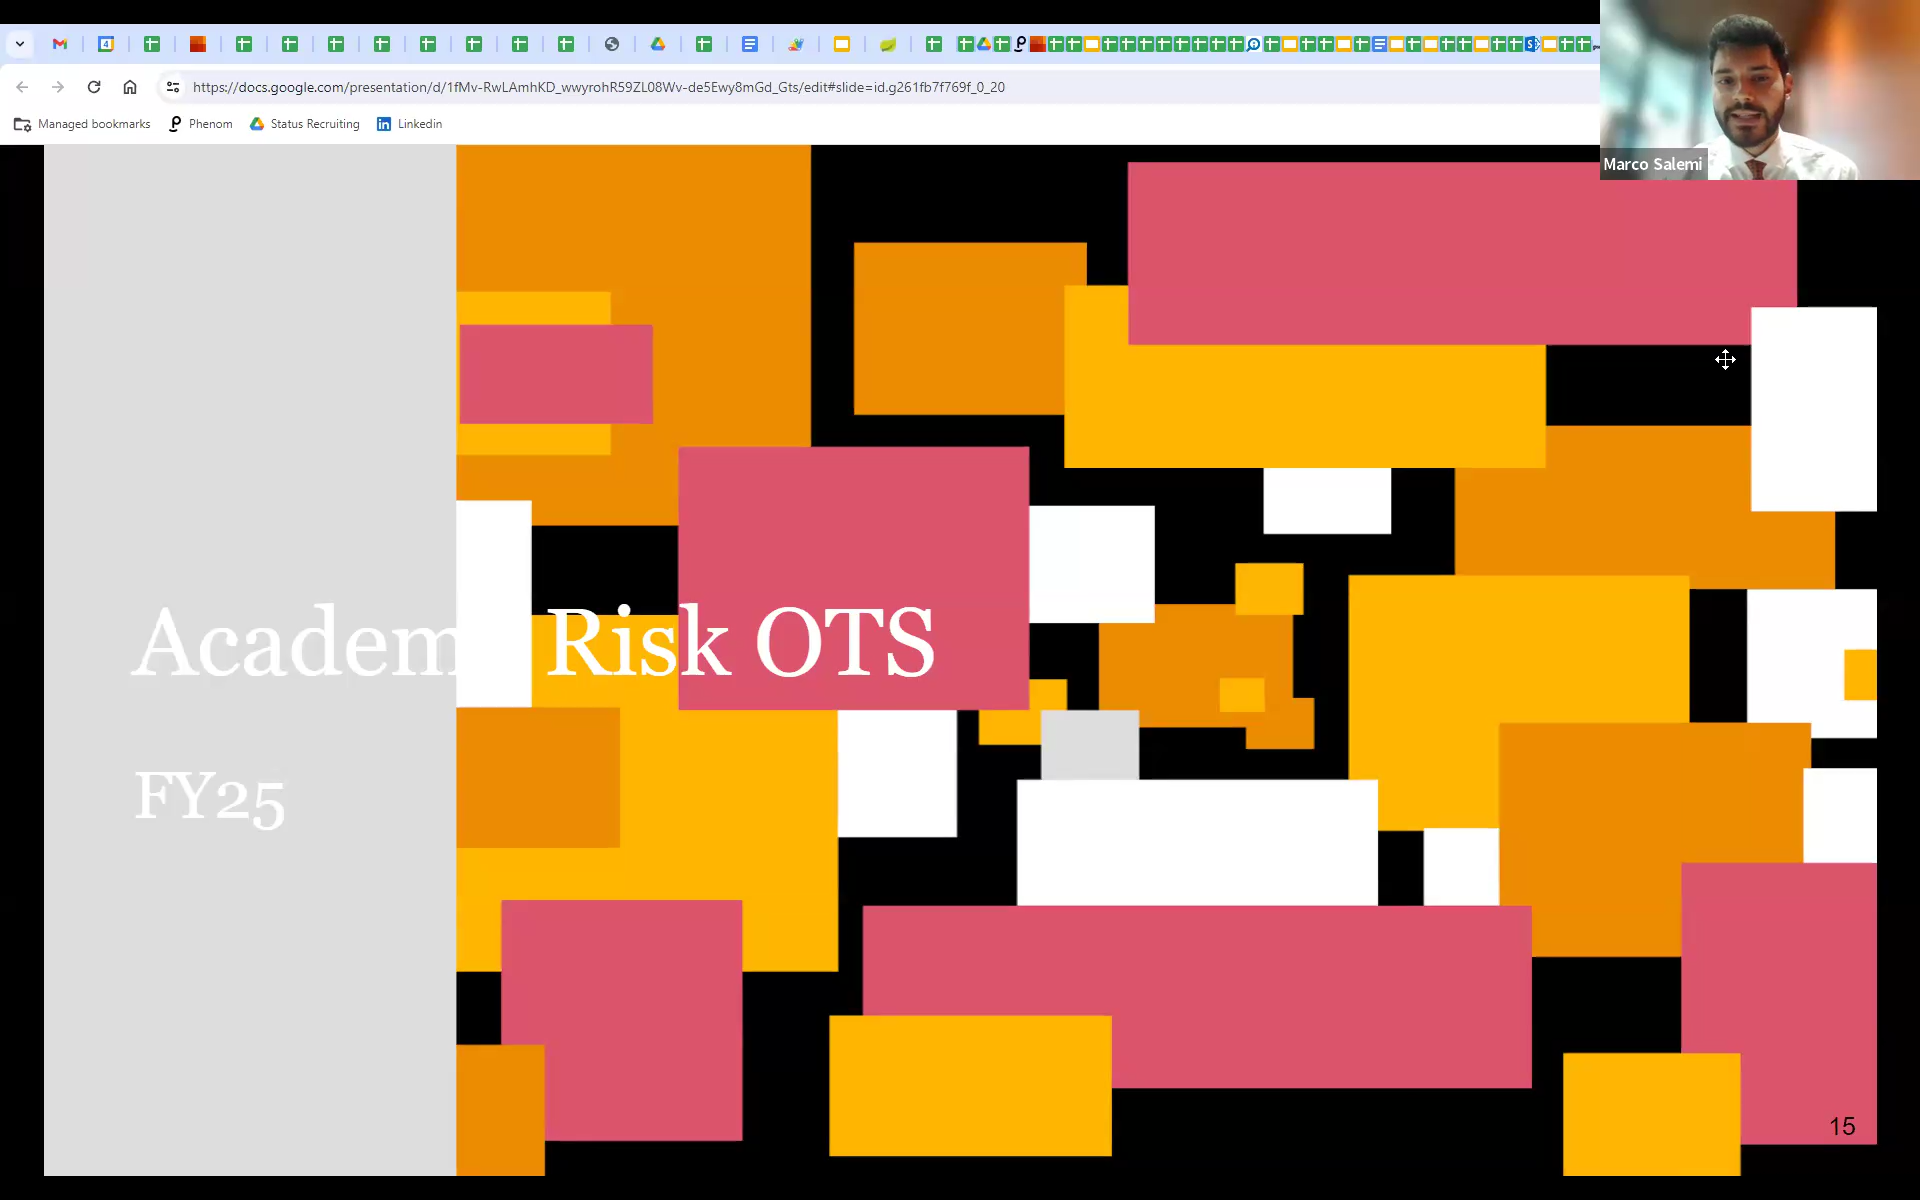 https://docs.google.com/presentation/d/1fMv-RwLAmhKD_wwyrohR59ZL08Wv-de5Ewy8mGd_Gts/edit#slide=id.g261fb7f769f_0_20
Managed bookmarks Phenom Status Recruiting Linkedin
Marco Salemi
Academ Risk OTS
FY25
15